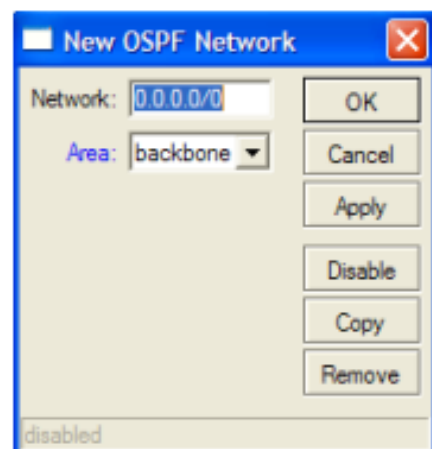 New OSPF Network
Network: 0.0.0.0/0
OK
Area: backbone
Cancel
Apply
Disable
Copy
Remove
disabled